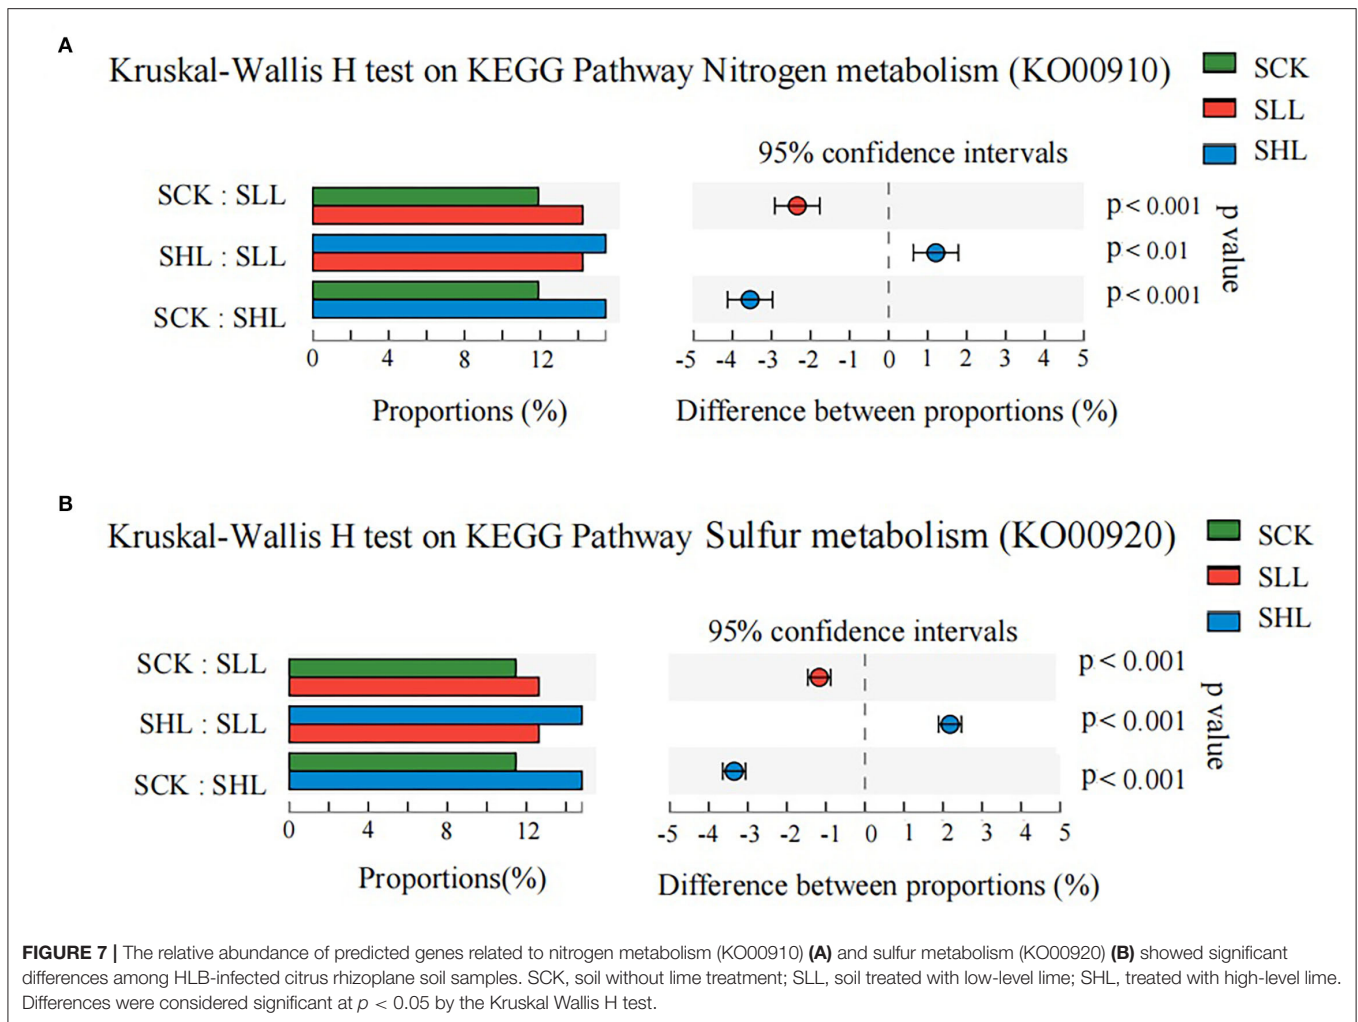 A
Kruskal-Wallis H test on KEGG Pathway Nitrogen metabolism (KO00910)
SCK
SLL
SHL
95% confidence intervals
SCK : SLL
SHL : SLL
SCK : SHL
p < 0.001
p < 0.01
p < 0.001
p value
0 4 8 12
-5 -4 -3 -2 -1 0 1 2 3 4 5
Proportions (%)
Difference between proportions (%)
B
Kruskal-Wallis H test on KEGG Pathway Sulfur metabolism (KO00920)
SCK
SLL
SHL
95% confidence intervals
SCK : SLL
SHL : SLL
SCK : SHL
p < 0.001
p < 0.001
p < 0.001
p value
0 4 8 12
-5 -4 -3 -2 -1 0 1 2 3 4 5
Proportions(%)
Difference between proportions (%)
FIGURE 7 | The relative abundance of predicted genes related to nitrogen metabolism (KO00910) (A) and sulfur metabolism (KO00920) (B) showed significant
differences among HLB-infected citrus rhizoplane soil samples. SCK, soil without lime treatment; SLL, soil treated with low-level lime; SHL, treated with high-level lime.
Differences were considered significant at p < 0.05 by the Kruskal Wallis H test.